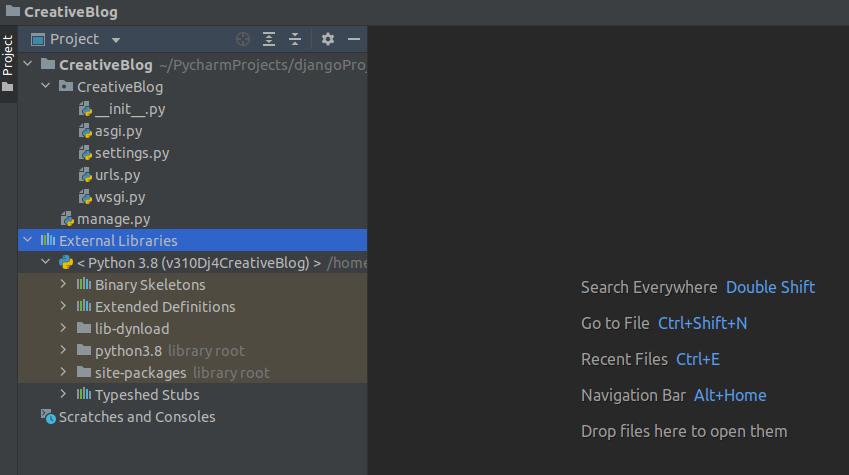 CreativeBlog
Project
Project
CreativeBlog ~/PycharmProjects/djangoProj
CreativeBlog
__init__.py
asgi.py
settings.py
urls.py
wsgi.py
manage.py
External Libraries
< Python 3.8 (v310Dj4CreativeBlog) > /home
Binary Skeletons
Extended Definitions
lib-dynload
python3.8 library root
site-packages library root
Typeshed Stubs
Scratches and Consoles
Search Everywhere Double Shift
Go to File Ctrl+Shift+N
Recent Files Ctrl+E
Navigation Bar Alt+Home
Drop files here to open them